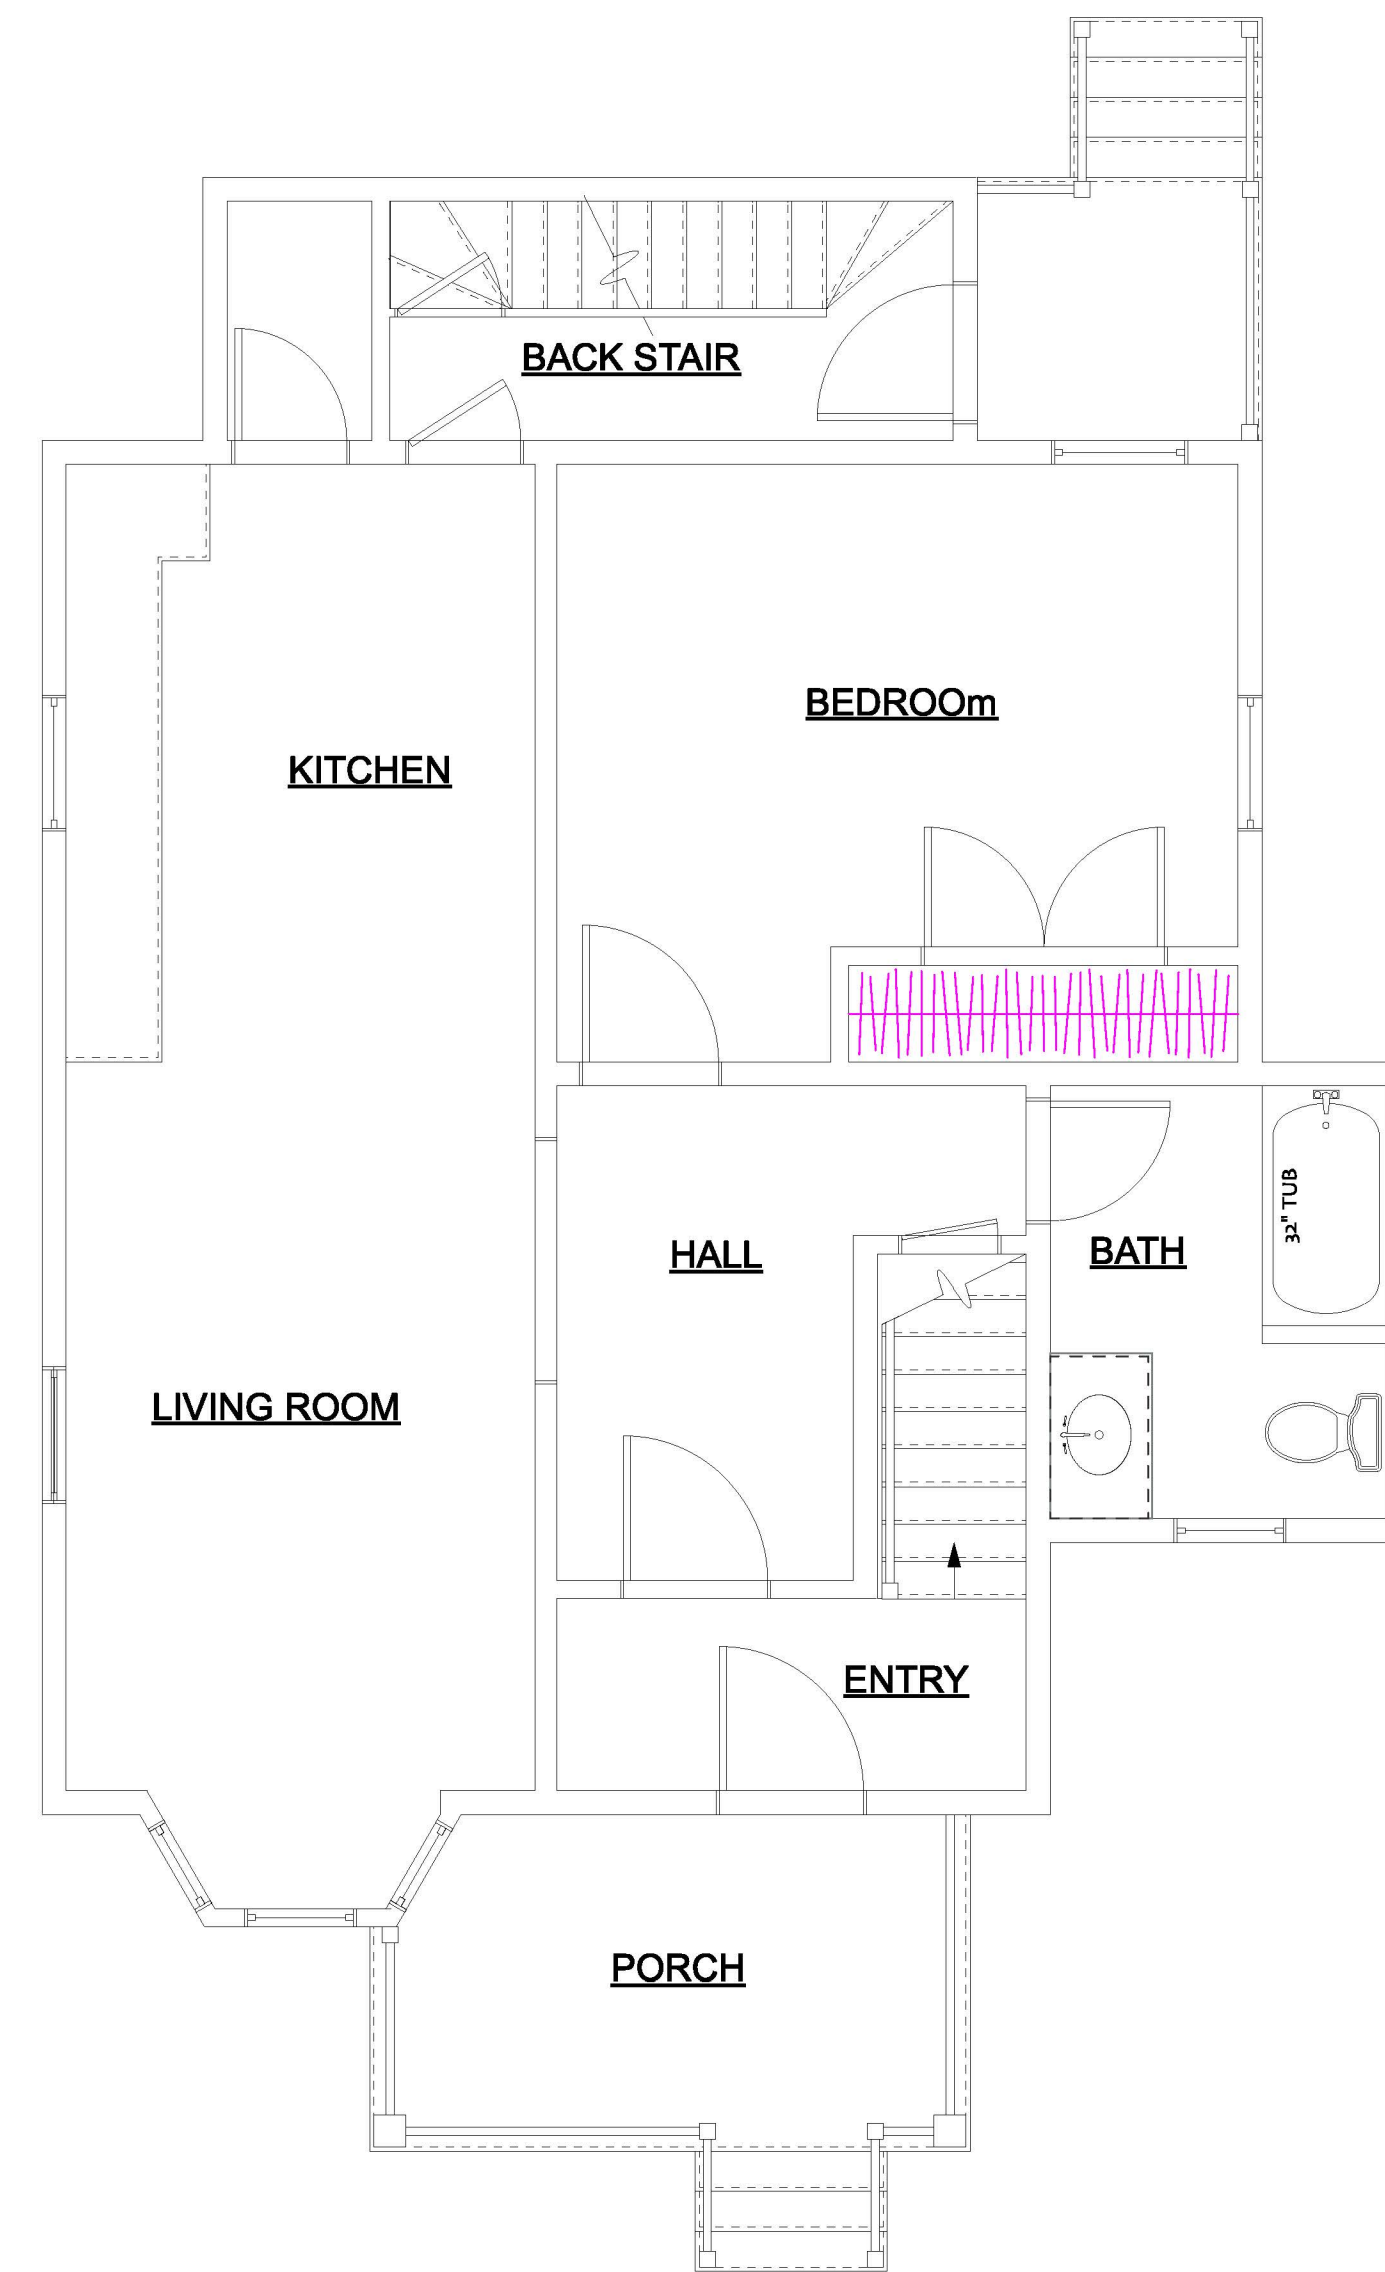 BACK STAIR
BEDROOm
KITCHEN
32" TUB
HALL
BATH
LIVING ROOM
ENTRY
PORCH